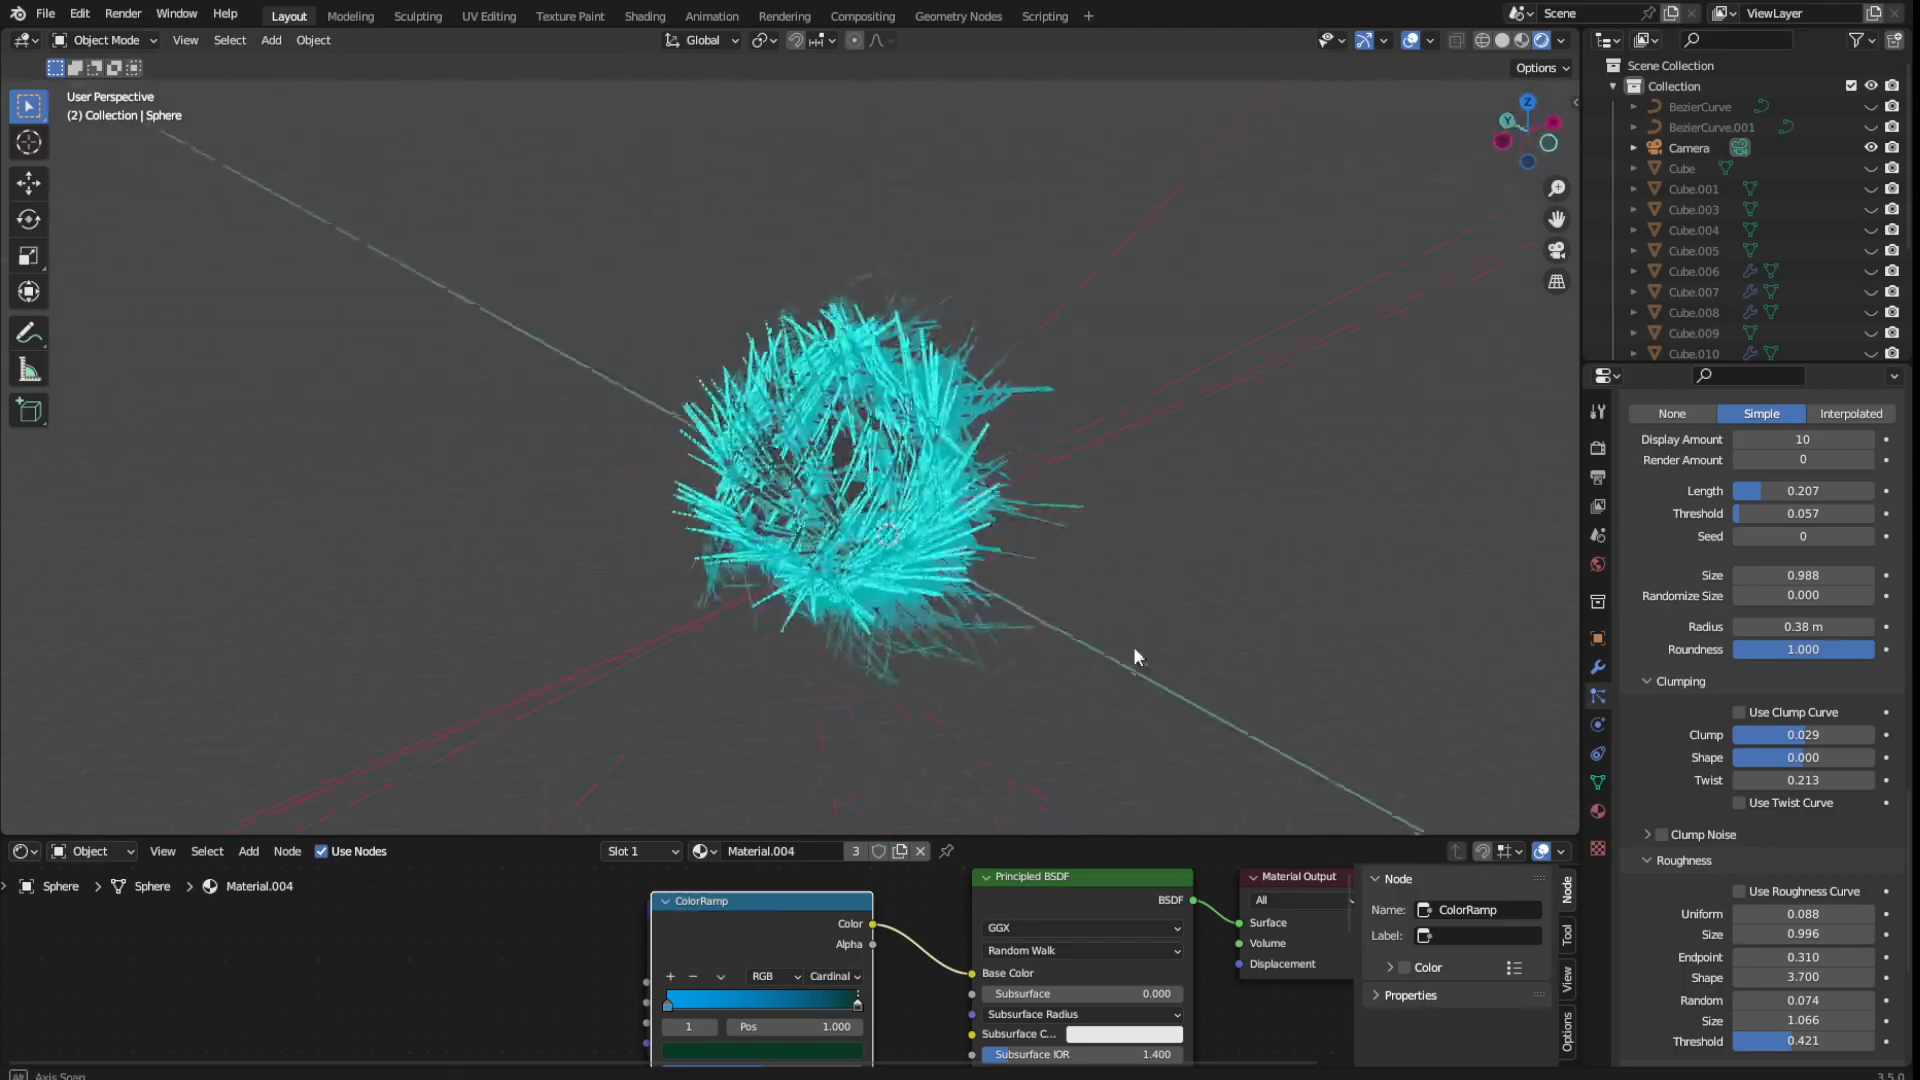 File Edit Render Window Help Layout Modeling Sculpting UV Editing Texture Paint Shading Animation Rendering Compositing Geometry Nodes Scripting + Scene ViewLayer
Object Mode View Select Add Object Global
Options
User Perspective
(2) Collection | Sphere
Z
Y
Scene Collection
Collection
BezierCurve
BezierCurve.001
Camera
Cube
Cube.001
Cube.003
Cube.004
Cube.005
Cube.006
Cube.007
Cube.008
Cube.009
Cube.010
None Simple Interpolated
Display Amount 10
Render Amount 0
Length 0.207
Threshold 0.057
Seed 0
Size 0.988
Randomize Size 0.000
Radius 0.38 m
Roundness 1.000
Clumping
Use Clump Curve
Clump 0.029
Shape 0.000
Twist 0.213
Use Twist Curve
Clump Noise
Roughness
Use Roughness Curve
Uniform 0.088
Size 0.996
Endpoint 0.310
Shape 3.700
Random 0.074
Size 1.066
Threshold 0.421
Object View Select Add Node Use Nodes Slot 1 Material.004 3
Sphere > Sphere > Material.004
ColorRamp
Color
Alpha
+ − RGB Cardinal
1 Pos 1.000
Principled BSDF
BSDF
GGX
Random Walk
Base Color
Subsurface 0.000
Subsurface Radius
Subsurface C...
Subsurface IOR 1.400
Material Output
All
Surface
Volume
Displacement
Node
Name: ColorRamp
Label:
Color
Properties
Node
Tool
View
Options
Alt Axis Snap
3.5.0